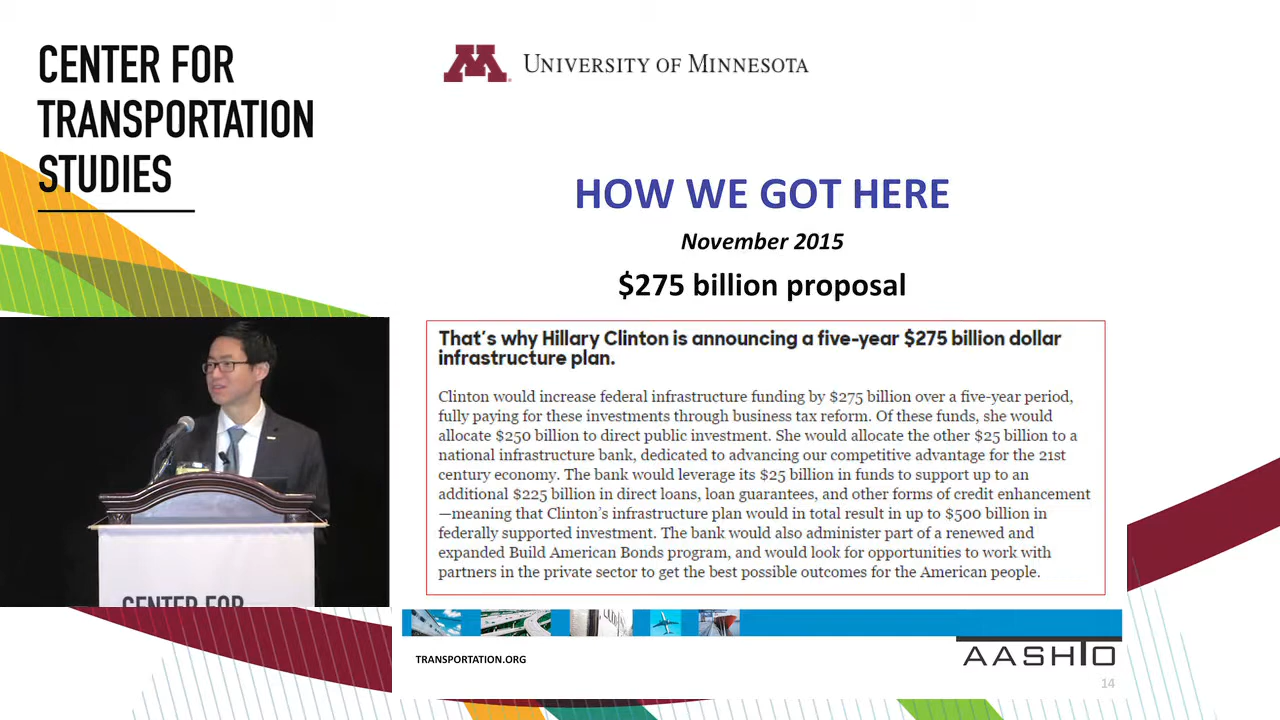 CENTER FOR
TRANSPORTATION
STUDIES
M
UNIVERSITY OF MINNESOTA
HOW WE GOT HERE
November 2015
$275 billion proposal
That's why Hillary Clinton is announcing a five-year $275 billion dollar
infrastructure plan.
Clinton would increase federal infrastructure funding by $275 billion over a five-year period,
fully paying for these investments through business tax reform. Of these funds, she would
allocate $250 billion to direct public investment. She would allocate the other $25 billion to a
national infrastructure bank, dedicated to advancing our competitive advantage for the 21st
century economy. The bank would leverage its $25 billion in funds to support up to an
additional $225 billion in direct loans, loan guarantees, and other forms of credit enhancement
—meaning that Clinton's infrastructure plan would in total result in up to $500 billion in
federally supported investment. The bank would also administer part of a renewed and
expanded Build American Bonds program, and would look for opportunities to work with
partners in the private sector to get the best possible outcomes for the American people.
CENTER FOR
TRANSPORTATION.ORG
AASHTO
14